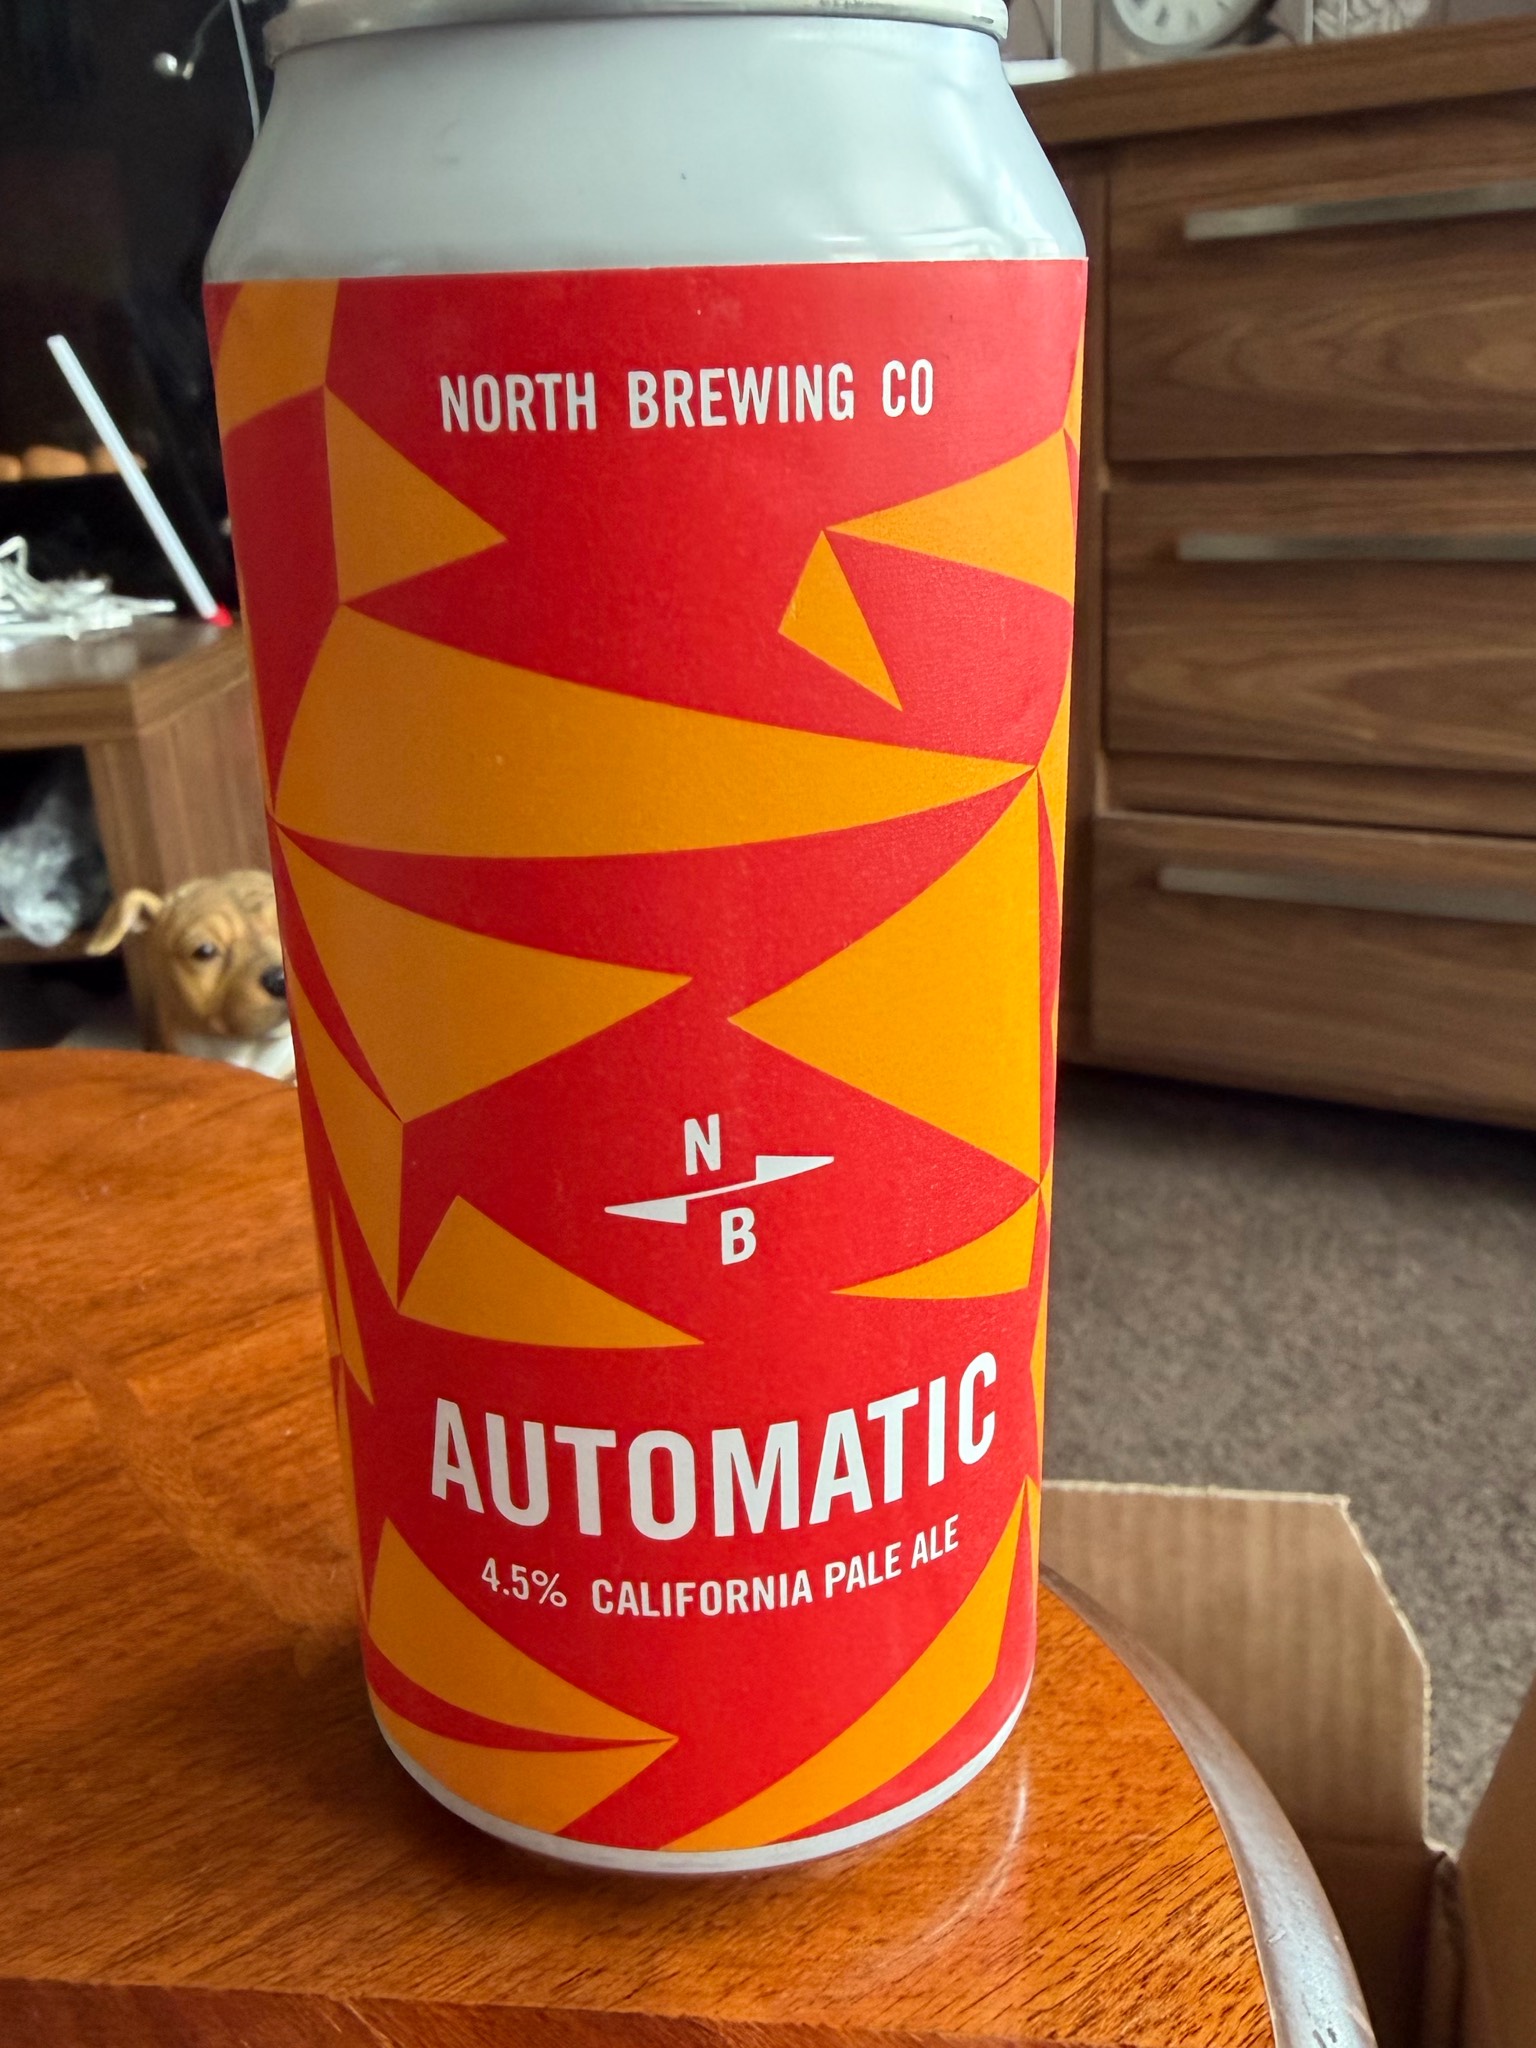 NORTH BREWING CO
N
B
AUTOMATIC
4.5% CALIFORNIA PALE ALE